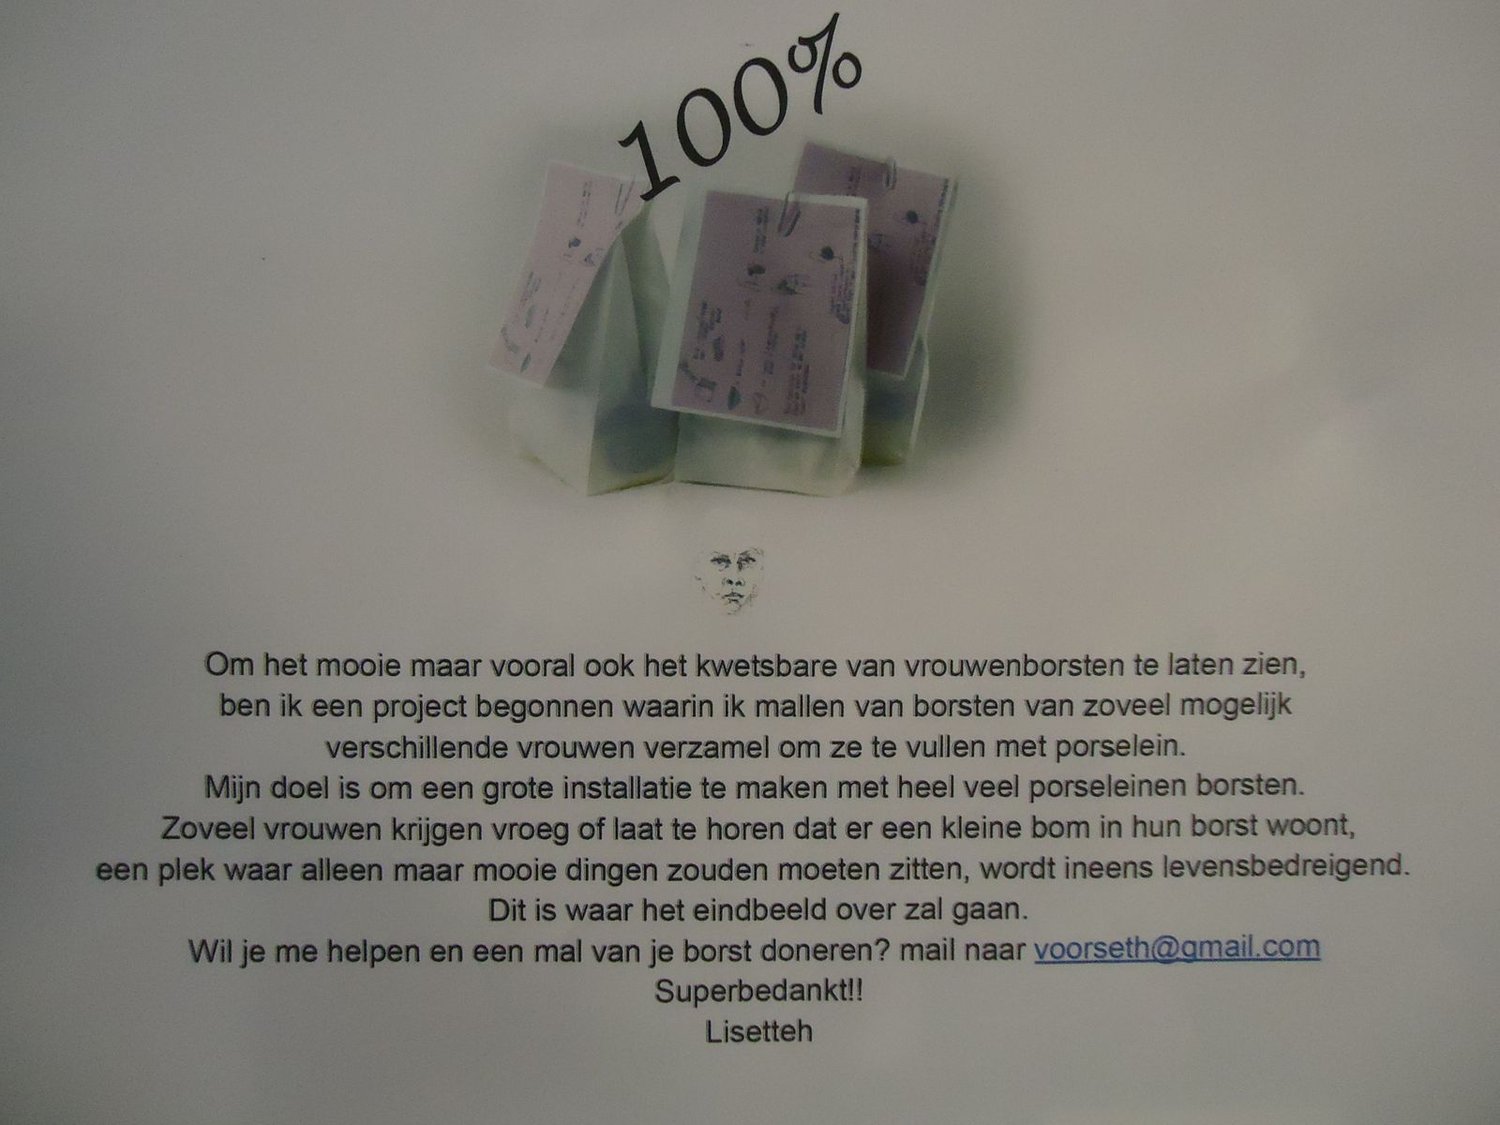 100%
Om het mooie maar vooral ook het kwetsbare van vrouwenborsten te laten zien,
ben ik een project begonnen waarin ik mallen van borsten van zoveel mogelijk
verschillende vrouwen verzamel om ze te vullen met porselein.
Mijn doel is om een grote installatie te maken met heel veel porseleinen borsten.
Zoveel vrouwen krijgen vroeg of laat te horen dat er een kleine bom in hun borst woont,
een plek waar alleen maar mooie dingen zouden moeten zitten, wordt ineens levensbedreigend.
Dit is waar het eindbeeld over zal gaan.
Wil je me helpen en een mal van je borst doneren? mail naar voorseth@gmail.com
Superbedankt!!
Lisetteh